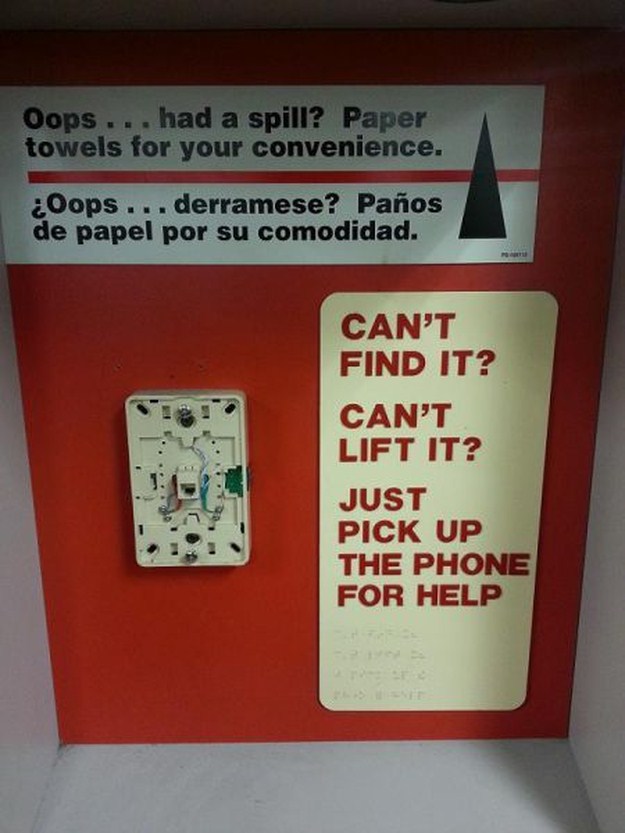 Oops . . . had a spill? Paper
towels for your convenience.
¿Oops . . . derramese? Paños
de papel por su comodidad.
CAN'T
FIND IT?
CAN'T
LIFT IT?
JUST
PICK UP
THE PHONE
FOR HELP